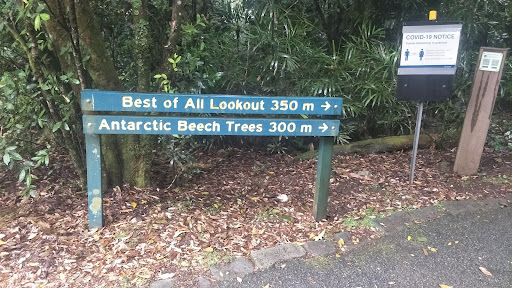 Best of All Lookout 350 m →
Antarctic Beech Trees 300 m →
COVID-19 NOTICE